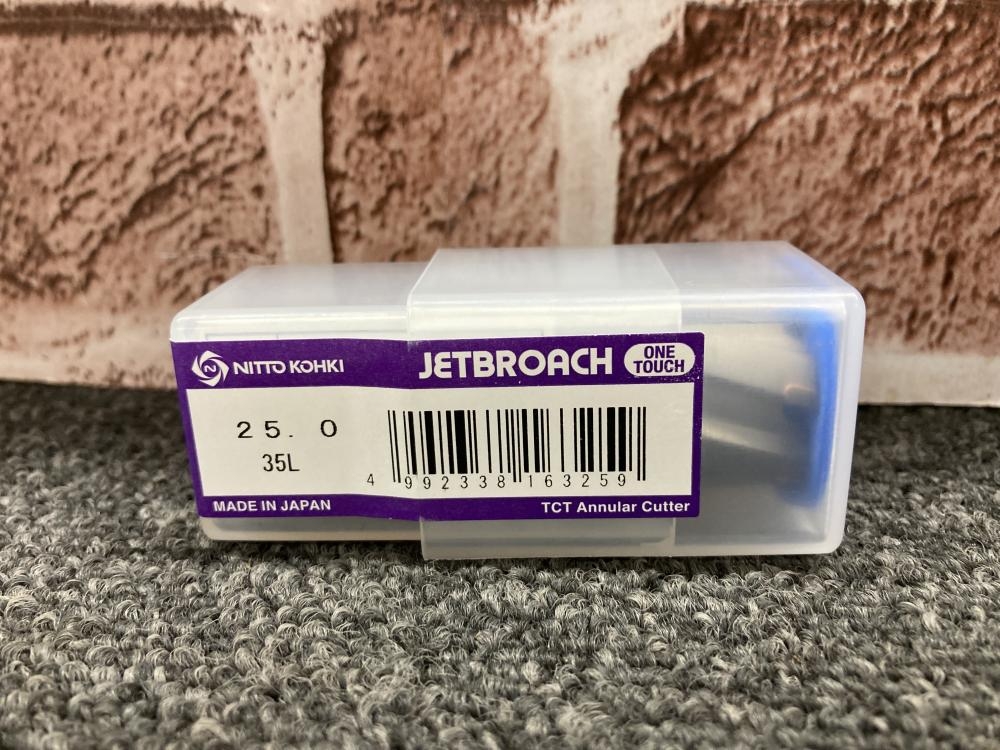 NITTO KOHKI
JETBROACH
ONE
TOUCH
25.0
35L
4 992338 163259
MADE IN JAPAN
TCT Annular Cutter